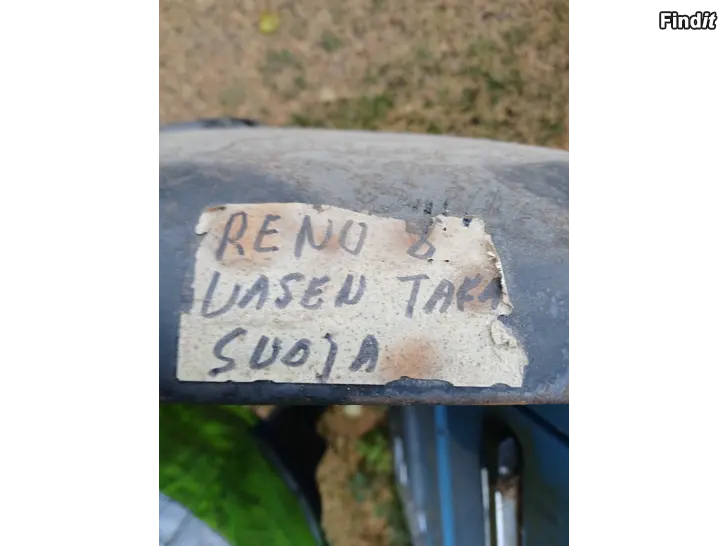 Findit
RENO 8
VASEN TAKA
SUOJA